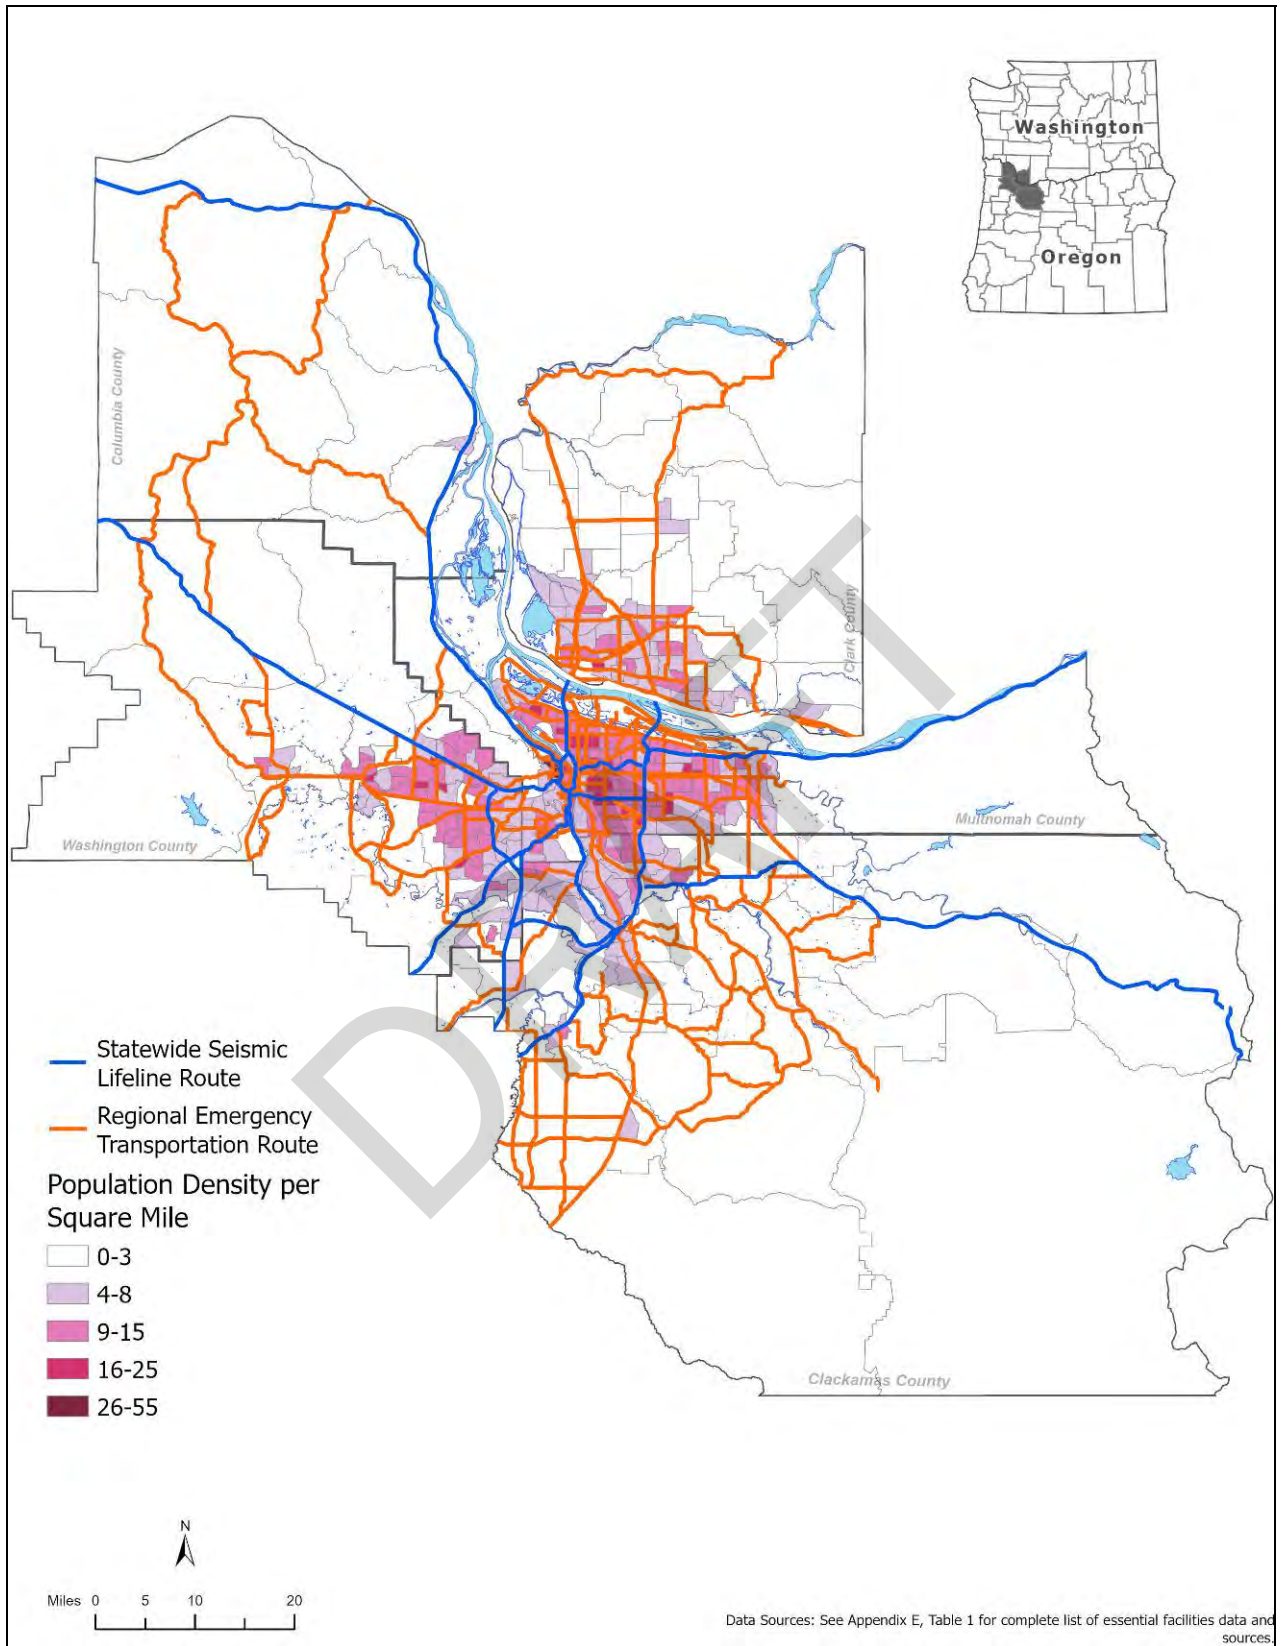 Washington
Oregon
Columbia County
Clark County
Multnomah County
Washington County
DRAFT
Statewide Seismic
Lifeline Route
Regional Emergency
Transportation Route
Population Density per
Square Mile
0-3
4-8
9-15
16-25
26-55
Clackamas County
N
Miles 0 5 10 20
Data Sources: See Appendix E, Table 1 for complete list of essential facilities data and
sources.